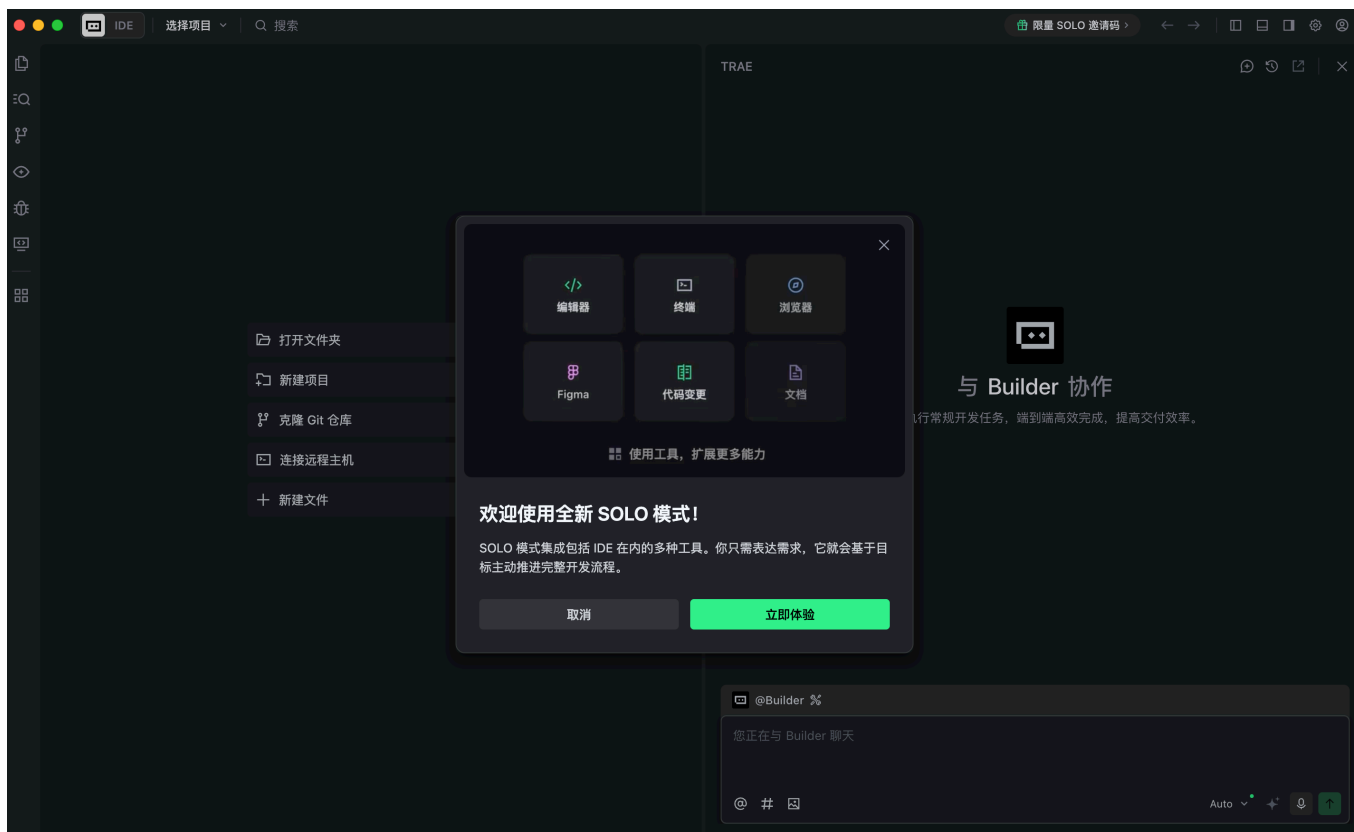 IDE
选择项目
搜索
限量 SOLO 邀请码
TRAE
打开文件夹
新建项目
克隆 Git 仓库
连接远程主机
新建文件
编辑器
终端
浏览器
Figma
代码变更
文档
使用工具，扩展更多能力
欢迎使用全新 SOLO 模式！
SOLO 模式集成包括 IDE 在内的多种工具。你只需表达需求，它就会基于目
标主动推进完整开发流程。
取消
立即体验
与 Builder 协作
行常规开发任务，端到端高效完成，提高交付效率。
@Builder
您正在与 Builder 聊天
Auto